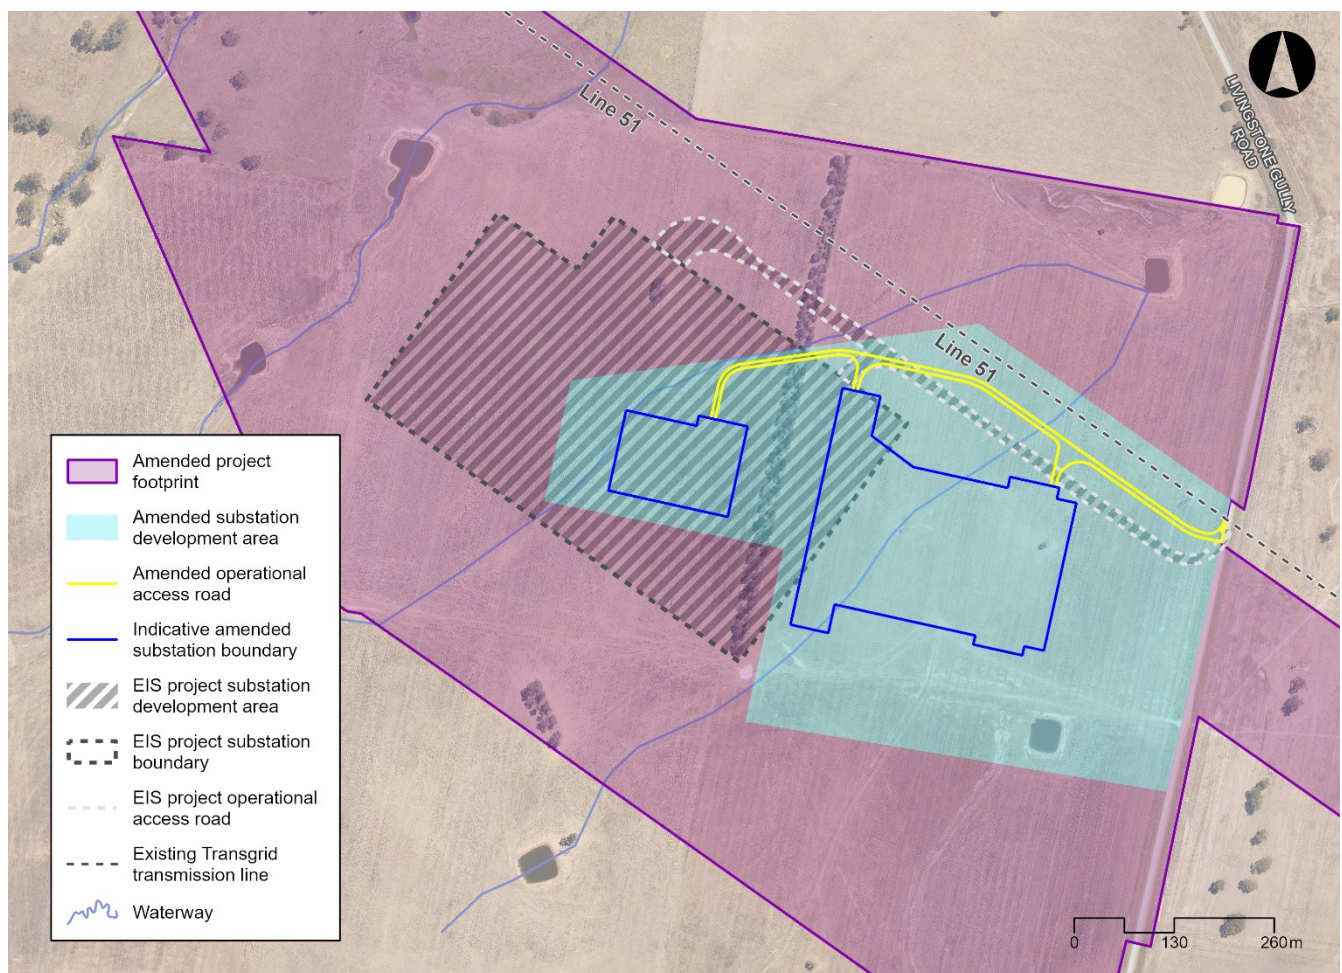 Line 51
LIVINGSTONE GULLY
ROAD
Line 51
Amended project
footprint
Amended substation
development area
Amended operational
access road
Indicative amended
substation boundary
EIS project substation
development area
EIS project substation
boundary
EIS project operational
access road
Existing Transgrid
transmission line
Waterway
0 130 260m